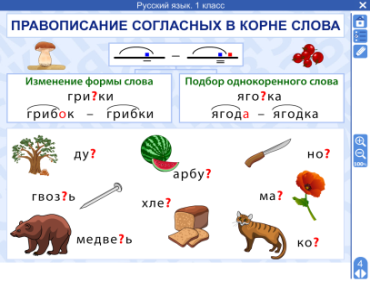 Русский язык. 1 класс
ПРАВОПИСАНИЕ СОГЛАСНЫХ В КОРНЕ СЛОВА
Изменение формы слова
гри?ки
грибок – грибки
Подбор однокоренного слова
яго?ка
ягода – ягодка
ду?
арбу?
но?
гвоз?ь
хле?
ма?
медве?ь
ко?
100%
4